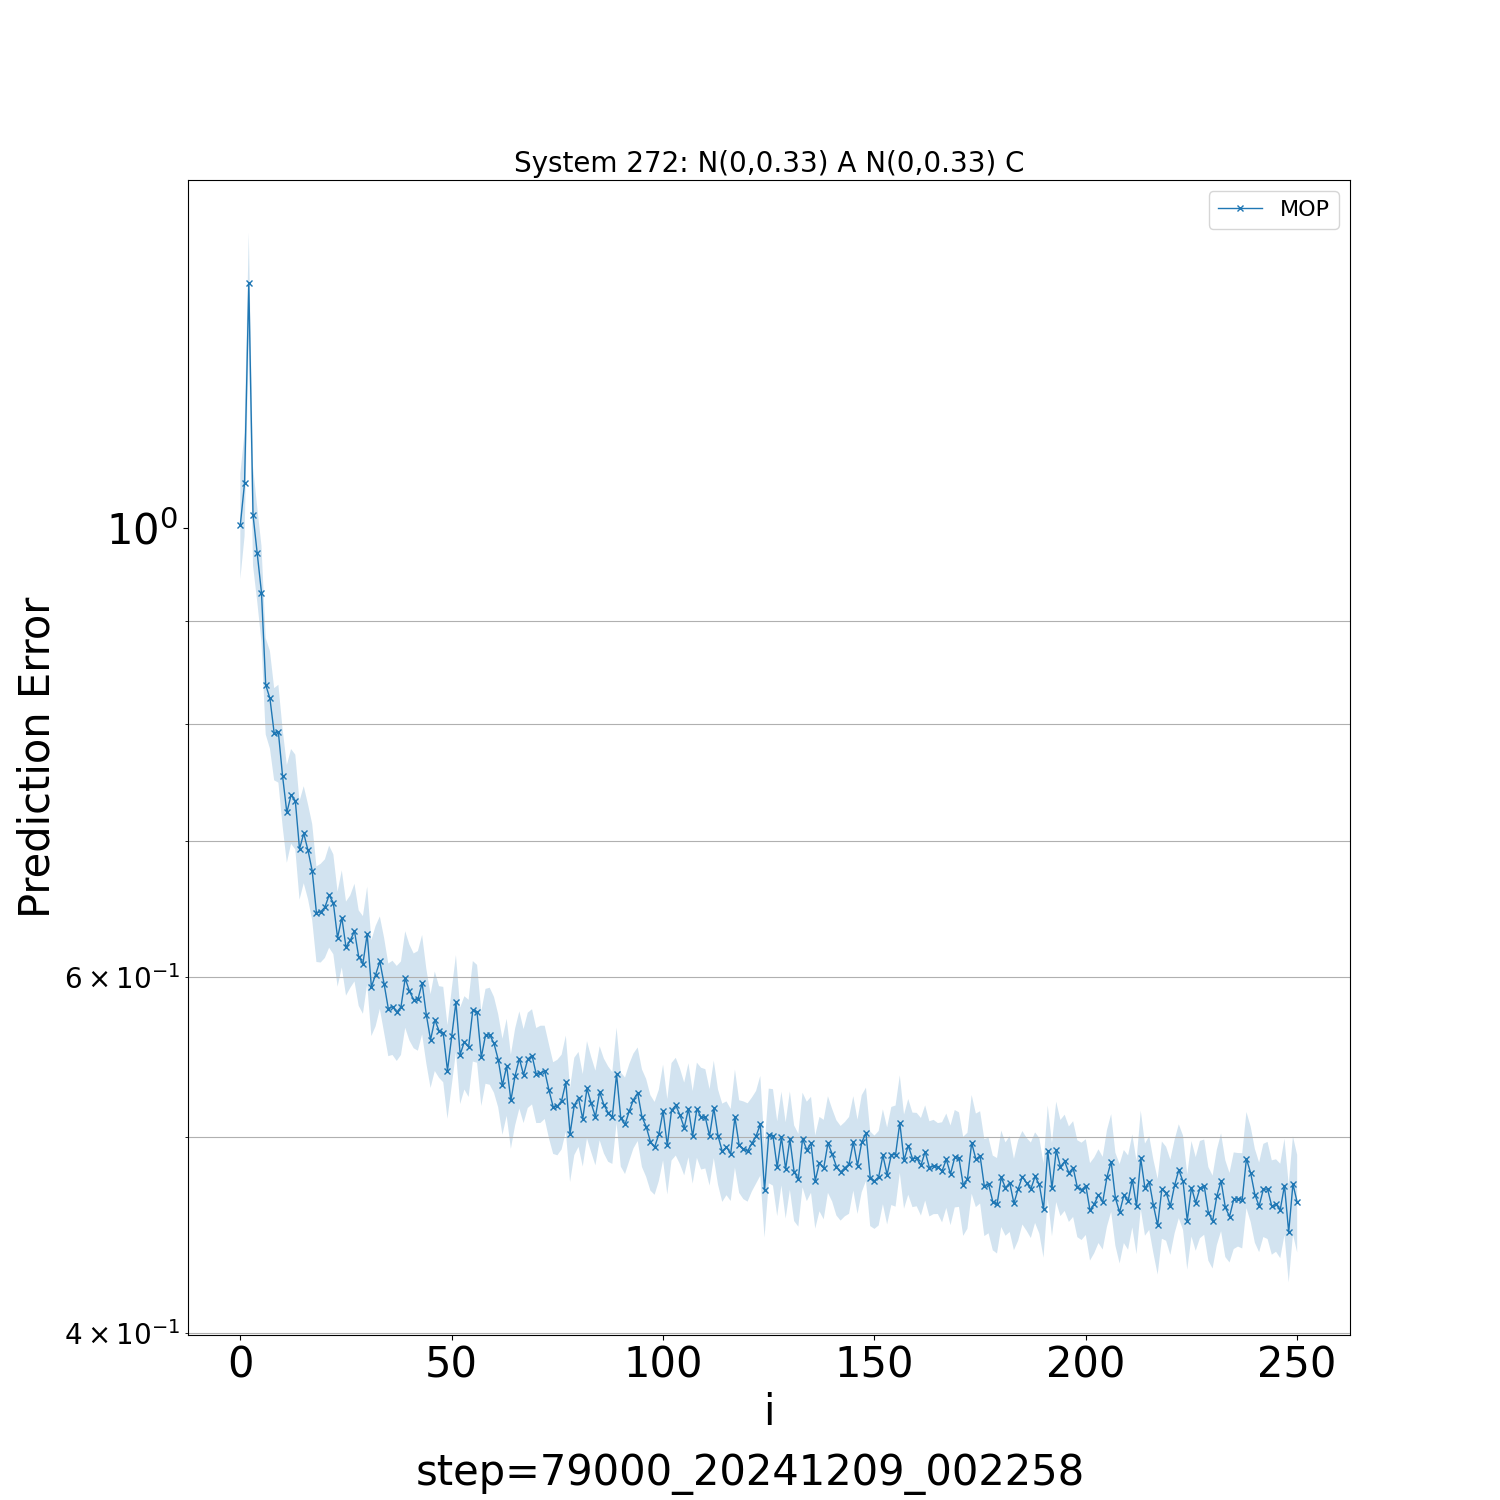 System 272: N(0,0.33) A N(0,0.33) C
MOP
10⁰
6 × 10⁻¹
4 × 10⁻¹
Prediction Error
0 50 100 150 200 250
i
step=79000_20241209_002258